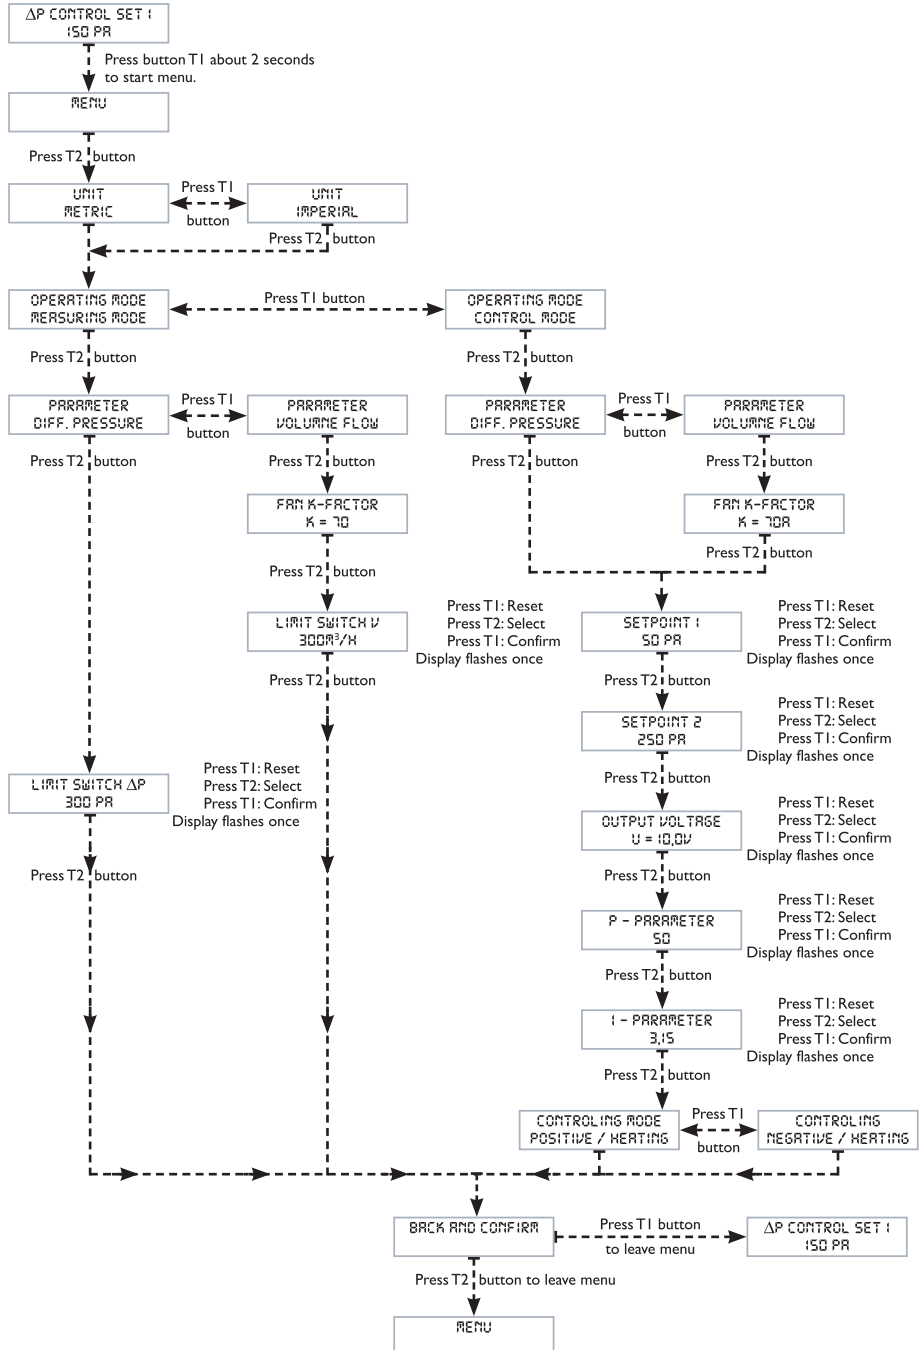 ΔP CONTROL SET 1
150 PA
Press button T1 about 2 seconds
to start menu.
MENU
Press T2 button
UNIT
METRIC
Press T1
button
UNIT
IMPERIAL
Press T2 button
OPERATING MODE
MEASURING MODE
Press T1 button
OPERATING MODE
CONTROL MODE
Press T2 button
Press T2 button
PARAMETER
DIFF. PRESSURE
Press T1
button
PARAMETER
VOLUMNE FLOW
PARAMETER
DIFF. PRESSURE
Press T1
button
PARAMETER
VOLUMNE FLOW
Press T2 button
Press T2 button
Press T2 button
Press T2 button
FAN K-FACTOR
K = 70
FAN K-FACTOR
K = 70A
Press T2 button
Press T2 button
LIMIT SWITCH V
300M³/H
Press T1: Reset
Press T2: Select
Press T1: Confirm
Display flashes once
SETPOINT 1
50 PA
Press T1: Reset
Press T2: Select
Press T1: Confirm
Display flashes once
Press T2 button
Press T2 button
SETPOINT 2
250 PA
Press T1: Reset
Press T2: Select
Press T1: Confirm
Display flashes once
Press T2 button
LIMIT SWITCH ΔP
300 PA
Press T1: Reset
Press T2: Select
Press T1: Confirm
Display flashes once
OUTPUT VOLTAGE
U = 10,0V
Press T1: Reset
Press T2: Select
Press T1: Confirm
Display flashes once
Press T2 button
Press T2 button
P - PARAMETER
50
Press T1: Reset
Press T2: Select
Press T1: Confirm
Display flashes once
Press T2 button
I - PARAMETER
3,15
Press T1: Reset
Press T2: Select
Press T1: Confirm
Display flashes once
Press T2 button
CONTROLING MODE
POSITIVE / HEATING
Press T1
button
CONTROLING
NEGATIVE / HEATING
BACK AND CONFIRM
Press T1 button
to leave menu
ΔP CONTROL SET 1
150 PA
Press T2 button to leave menu
MENU